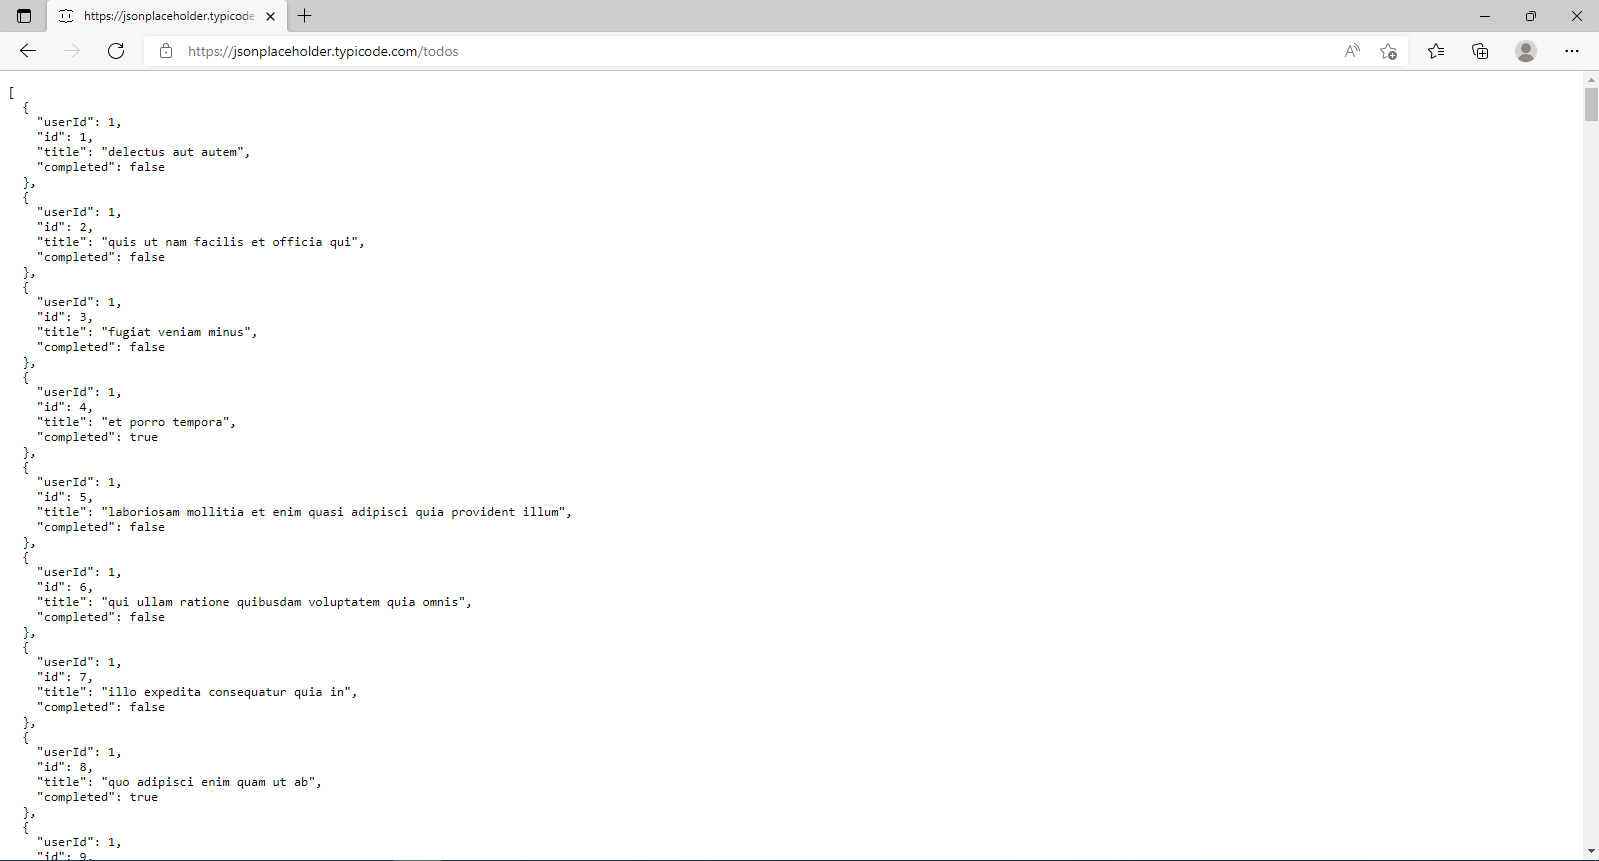 https://jsonplaceholder.typicode
https://jsonplaceholder.typicode.com/todos
[
  {
    "userId": 1,
    "id": 1,
    "title": "delectus aut autem",
    "completed": false
  },
  {
    "userId": 1,
    "id": 2,
    "title": "quis ut nam facilis et officia qui",
    "completed": false
  },
  {
    "userId": 1,
    "id": 3,
    "title": "fugiat veniam minus",
    "completed": false
  },
  {
    "userId": 1,
    "id": 4,
    "title": "et porro tempora",
    "completed": true
  },
  {
    "userId": 1,
    "id": 5,
    "title": "laboriosam mollitia et enim quasi adipisci quia provident illum",
    "completed": false
  },
  {
    "userId": 1,
    "id": 6,
    "title": "qui ullam ratione quibusdam voluptatem quia omnis",
    "completed": false
  },
  {
    "userId": 1,
    "id": 7,
    "title": "illo expedita consequatur quia in",
    "completed": false
  },
  {
    "userId": 1,
    "id": 8,
    "title": "quo adipisci enim quam ut ab",
    "completed": true
  },
  {
    "userId": 1,
    "id": 9,